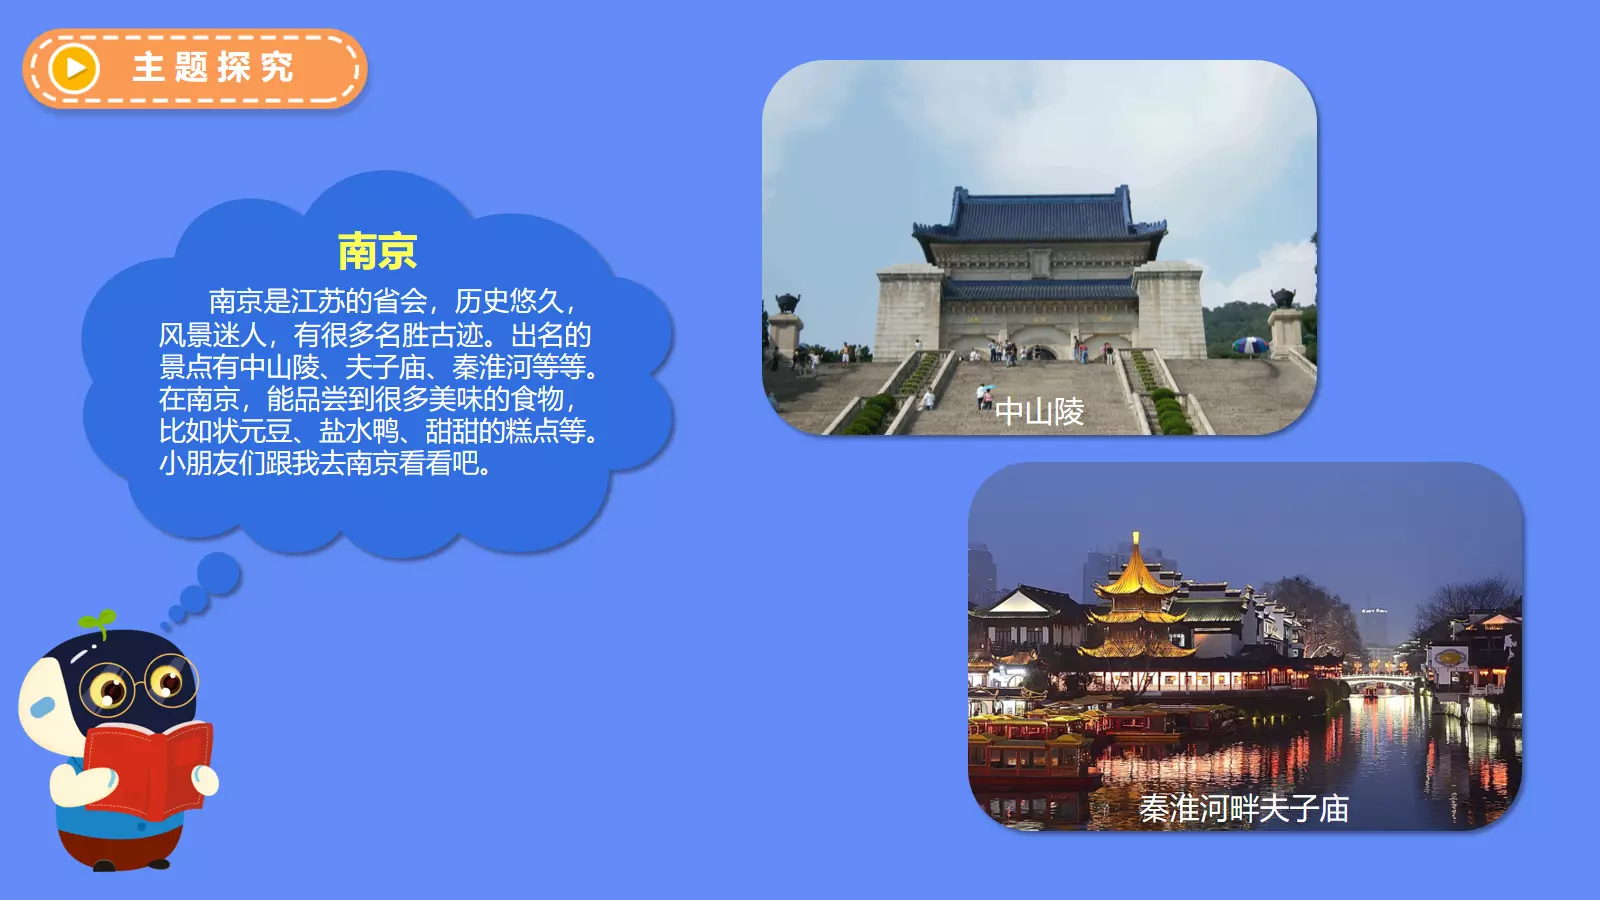 主题探究
南京
南京是江苏的省会，历史悠久，
风景迷人，有很多名胜古迹。出名的
景点有中山陵、夫子庙、秦淮河等等。
在南京，能品尝到很多美味的食物，
比如状元豆、盐水鸭、甜甜的糕点等。
小朋友们跟我去南京看看吧。
中山陵
秦淮河畔夫子庙